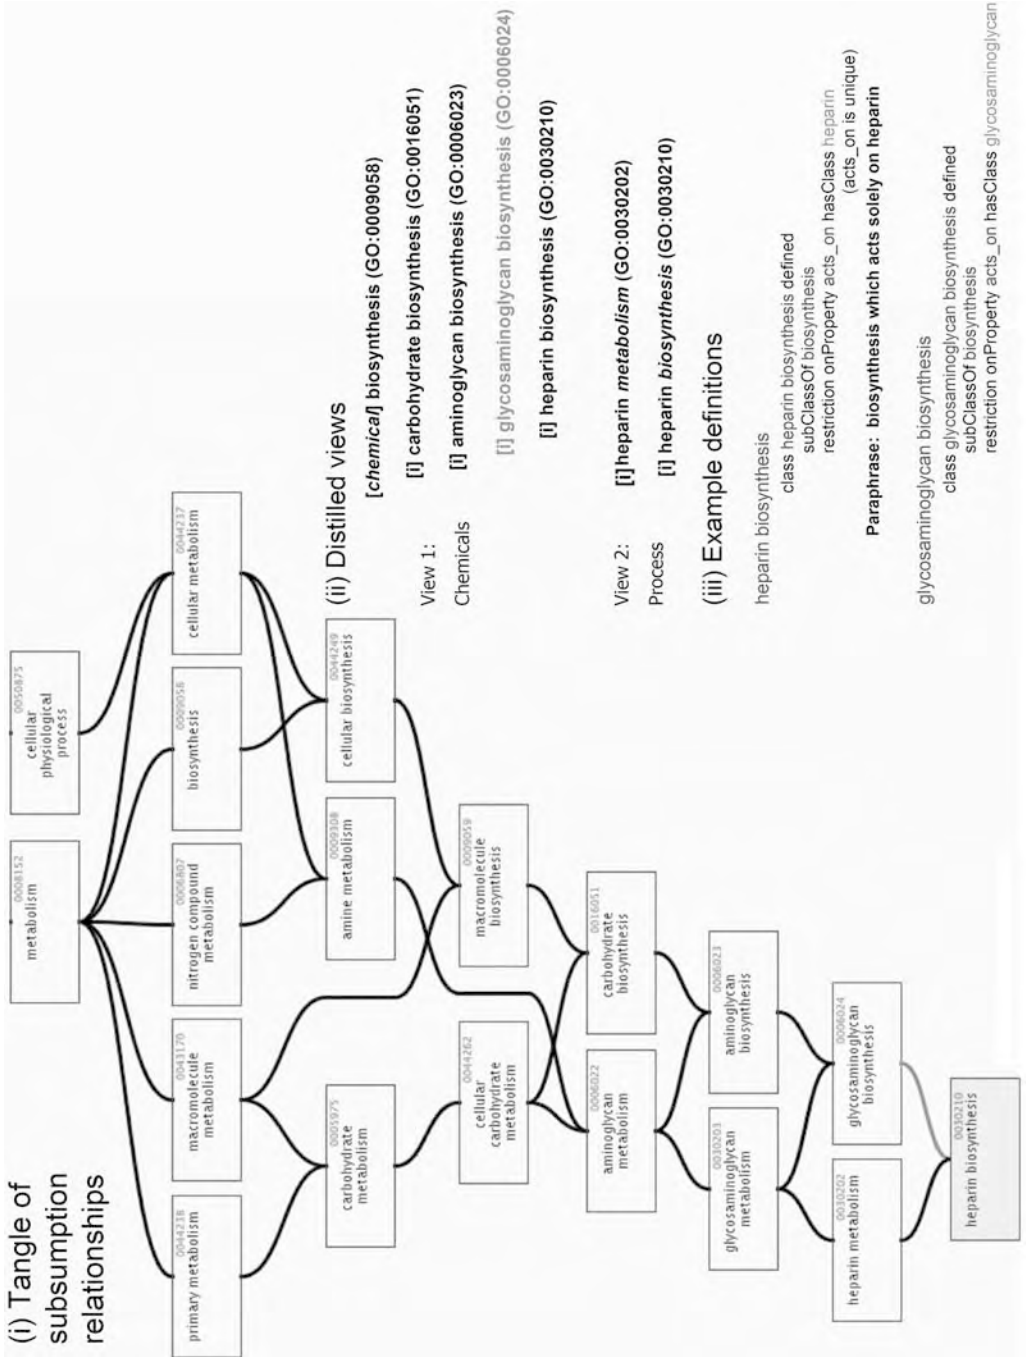 (i) Tangle of
subsumption
relationships
0008152
metabolism
0050875
cellular
physiological
process
0044238
primary metabolism
0043170
macromolecule
metabolism
0006807
nitrogen compound
metabolism
0009058
biosynthesis
0044237
cellular metabolism
0005975
carbohydrate
metabolism
0009308
amine metabolism
0044249
cellular biosynthesis
0044262
cellular
carbohydrate
metabolism
0009059
macromolecule
biosynthesis
0006022
aminoglycan
metabolism
0016051
carbohydrate
biosynthesis
0030203
glycosaminoglycan
metabolism
0006023
aminoglycan
biosynthesis
0030202
heparin metabolism
0006024
glycosaminoglycan
biosynthesis
0030210
heparin biosynthesis
(ii) Distilled views
View 1:
Chemicals
[chemical] biosynthesis (GO:0009058)
[i] carbohydrate biosynthesis (GO:0016051)
[i] aminoglycan biosynthesis (GO:0006023)
[i] glycosaminoglycan biosynthesis (GO:0006024)
[i] heparin biosynthesis (GO:0030210)
View 2:
Process
[i]heparin metabolism (GO:0030202)
[i] heparin biosynthesis (GO:0030210)
(iii) Example definitions
heparin biosynthesis
class heparin biosynthesis defined
subClassOf biosynthesis
restriction onProperty acts_on hasClass heparin
(acts_on is unique)
Paraphrase: biosynthesis which acts solely on heparin
glycosaminoglycan biosynthesis
class glycosaminoglycan biosynthesis defined
subClassOf biosynthesis
restriction onProperty acts_on hasClass glycosaminoglycan